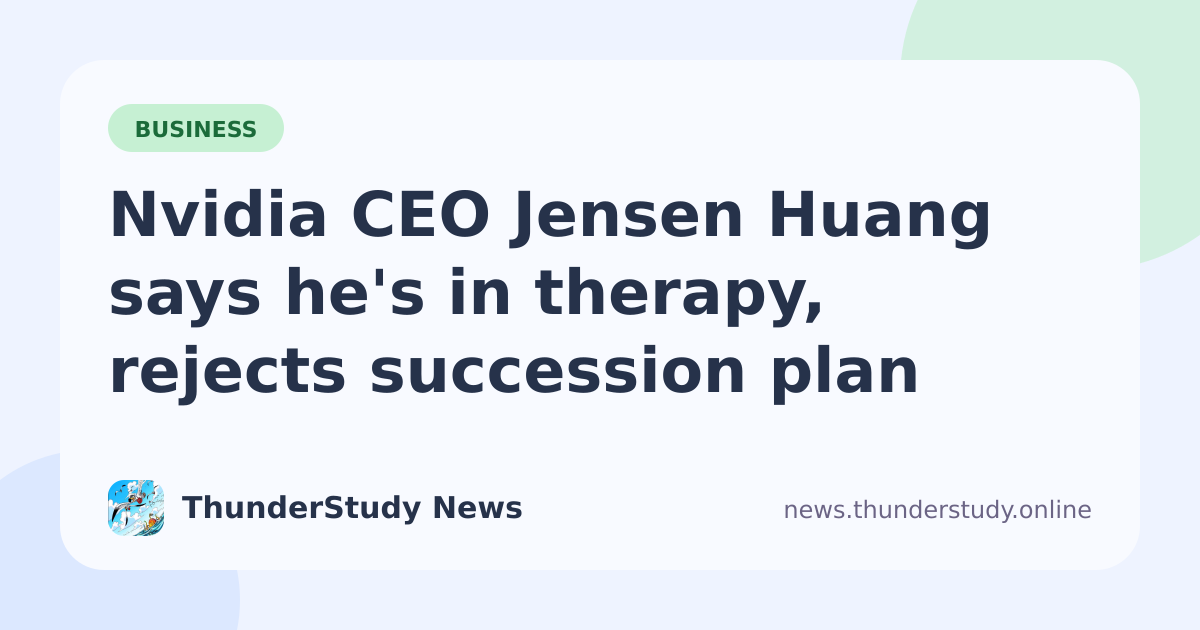 BUSINESS
Nvidia CEO Jensen Huang
says he's in therapy,
rejects succession plan
ThunderStudy News
news.thunderstudy.online